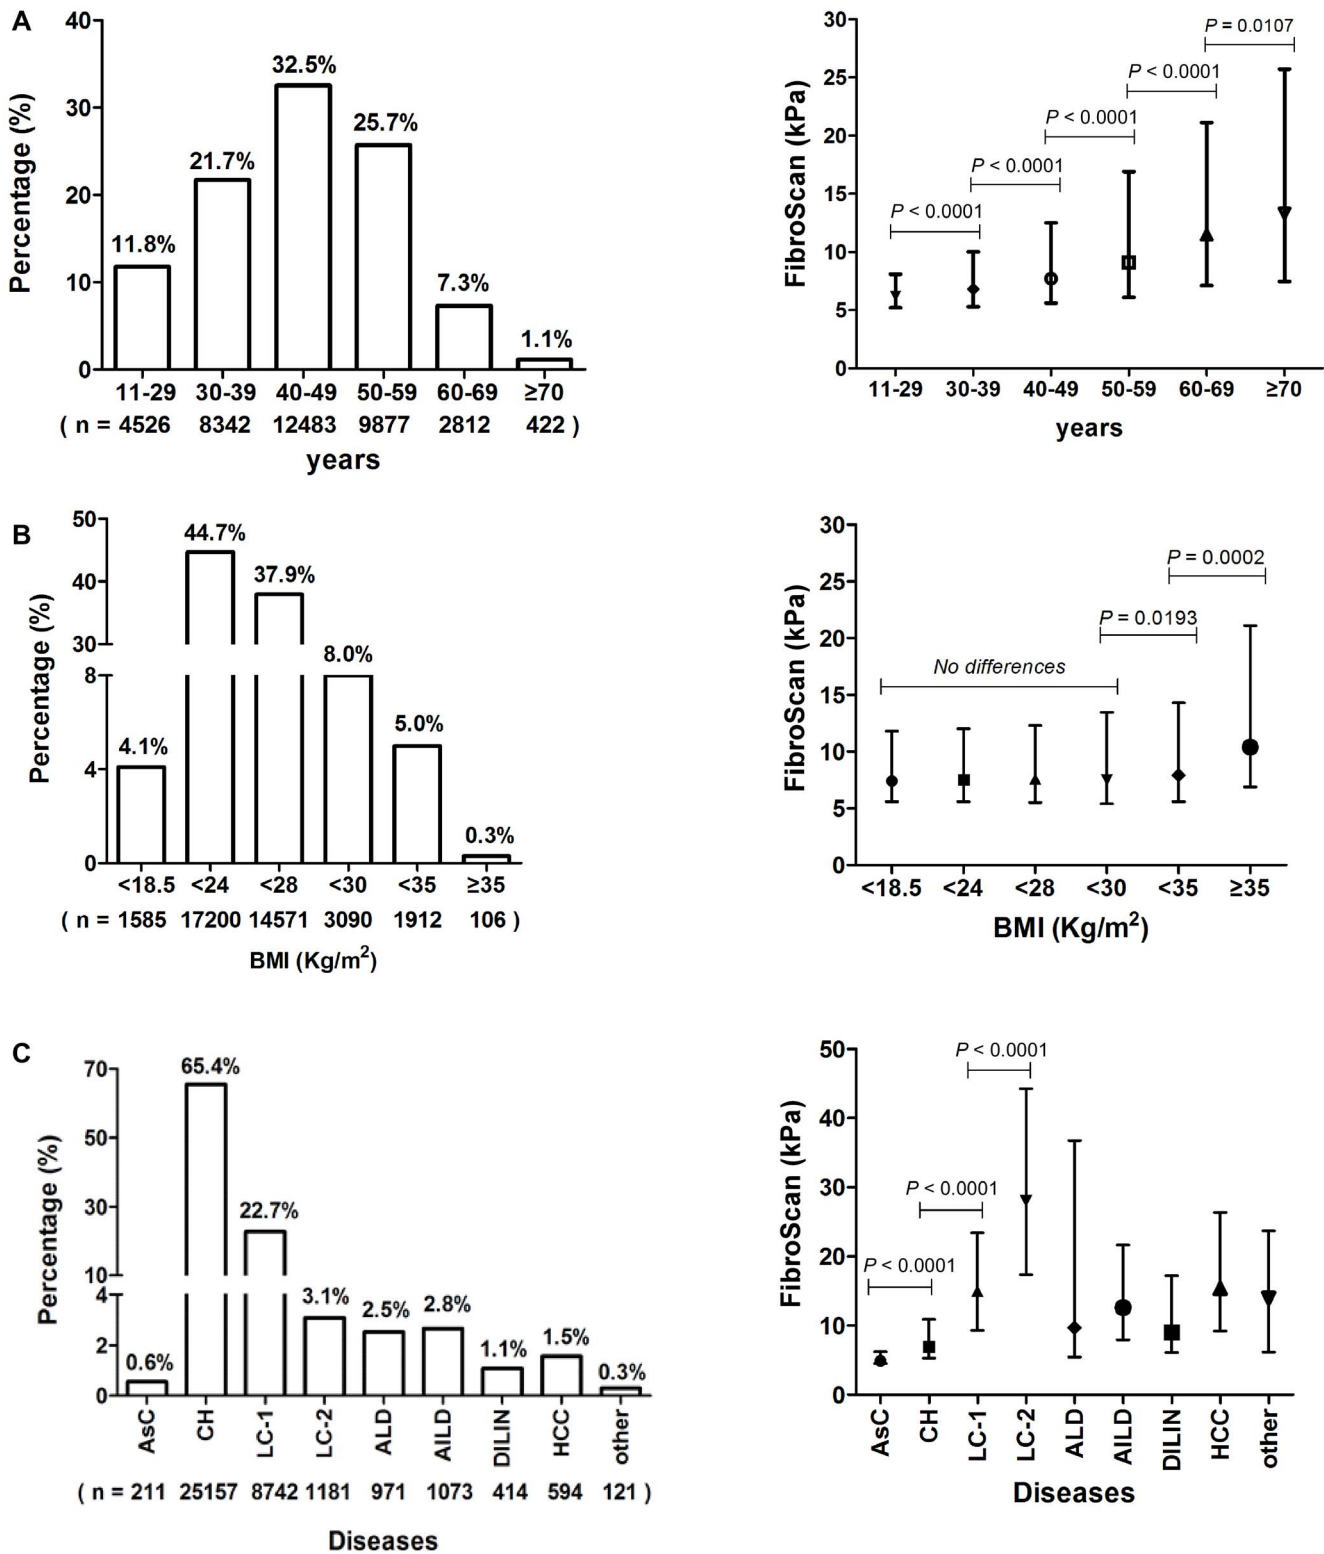 A
Percentage (%)
40
30
20
10
0
11.8%
21.7%
32.5%
25.7%
7.3%
1.1%
11-29 30-39 40-49 50-59 60-69 ≥70
( n = 4526 8342 12483 9877 2812 422 )
years
FibroScan (kPa)
30
25
20
15
10
5
0
P < 0.0001
P < 0.0001
P < 0.0001
P < 0.0001
P = 0.0107
11-29 30-39 40-49 50-59 60-69 ≥70
years
B
Percentage (%)
50
40
30
8
4
0
4.1%
44.7%
37.9%
8.0%
5.0%
0.3%
<18.5 <24 <28 <30 <35 ≥35
( n = 1585 17200 14571 3090 1912 106 )
BMI (Kg/m²)
FibroScan (kPa)
30
25
20
15
10
5
0
No differences
P = 0.0193
P = 0.0002
<18.5 <24 <28 <30 <35 ≥35
BMI (Kg/m²)
C
Percentage (%)
70
50
30
10
4
2
0
0.6%
65.4%
22.7%
3.1%
2.5%
2.8%
1.1%
1.5%
0.3%
AsC CH LC-1 LC-2 ALD AILD DILIN HCC other
( n = 211 25157 8742 1181 971 1073 414 594 121 )
Diseases
FibroScan (kPa)
50
40
30
20
10
0
P < 0.0001
P < 0.0001
P < 0.0001
AsC CH LC-1 LC-2 ALD AILD DILIN HCC other
Diseases